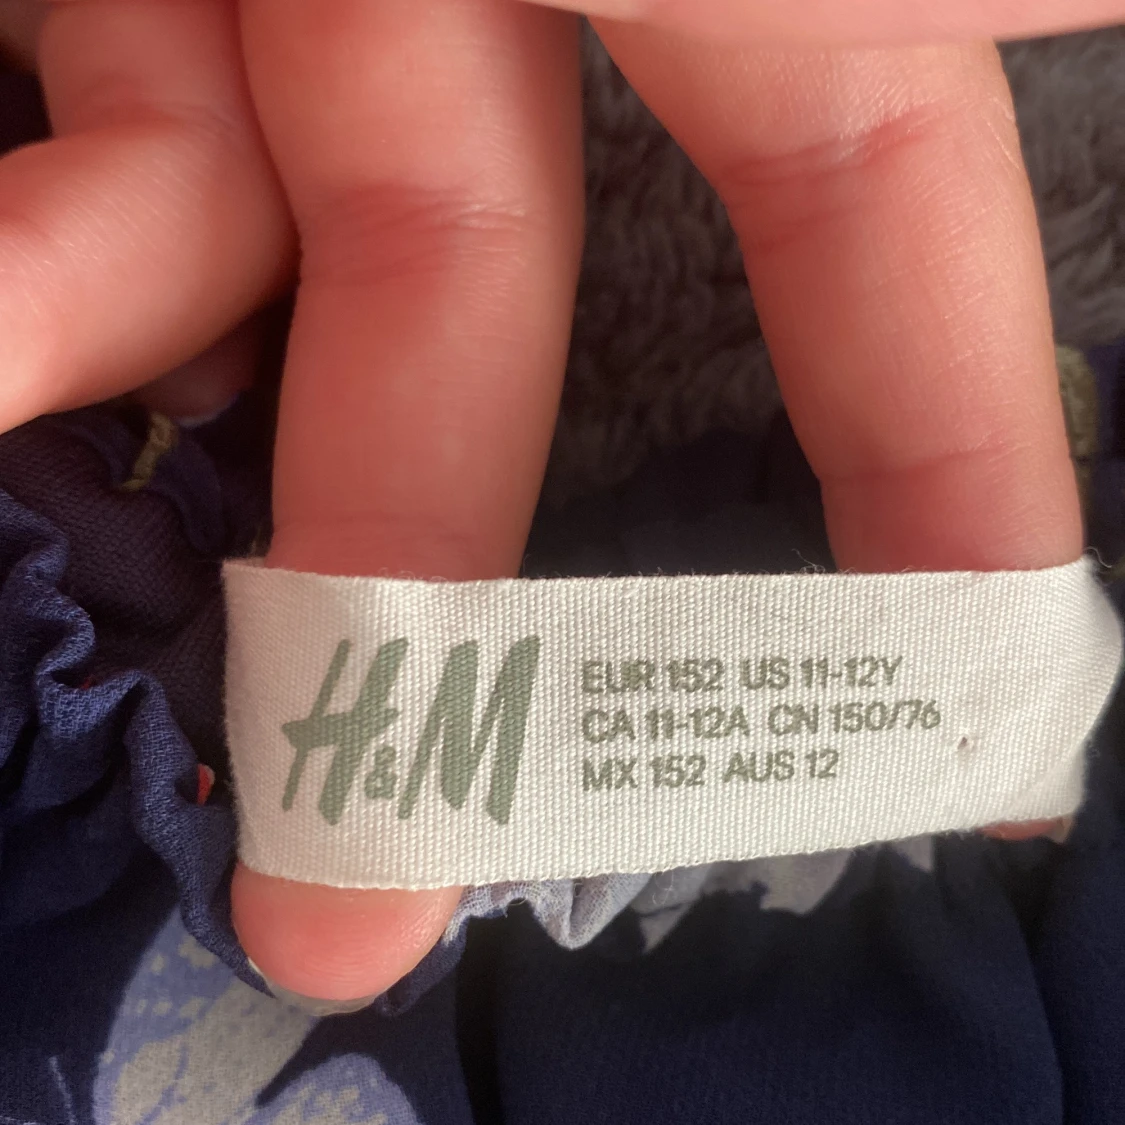 H&M
EUR 152 US 11-12Y
CA 11-12A CN 150/76
MX 152 AUS 12